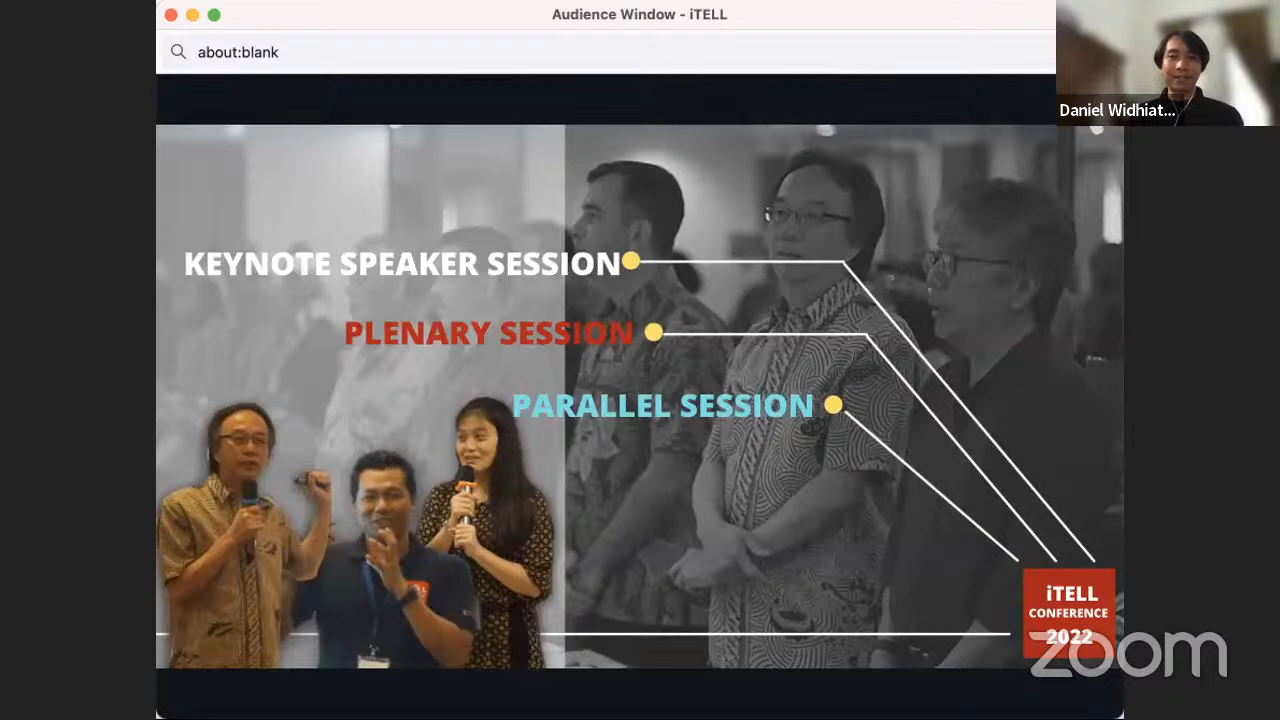 Audience Window - iTELL
about:blank
Daniel Widhiat...
KEYNOTE SPEAKER SESSION
PLENARY SESSION
PARALLEL SESSION
iTELL
CONFERENCE
2022
zoom